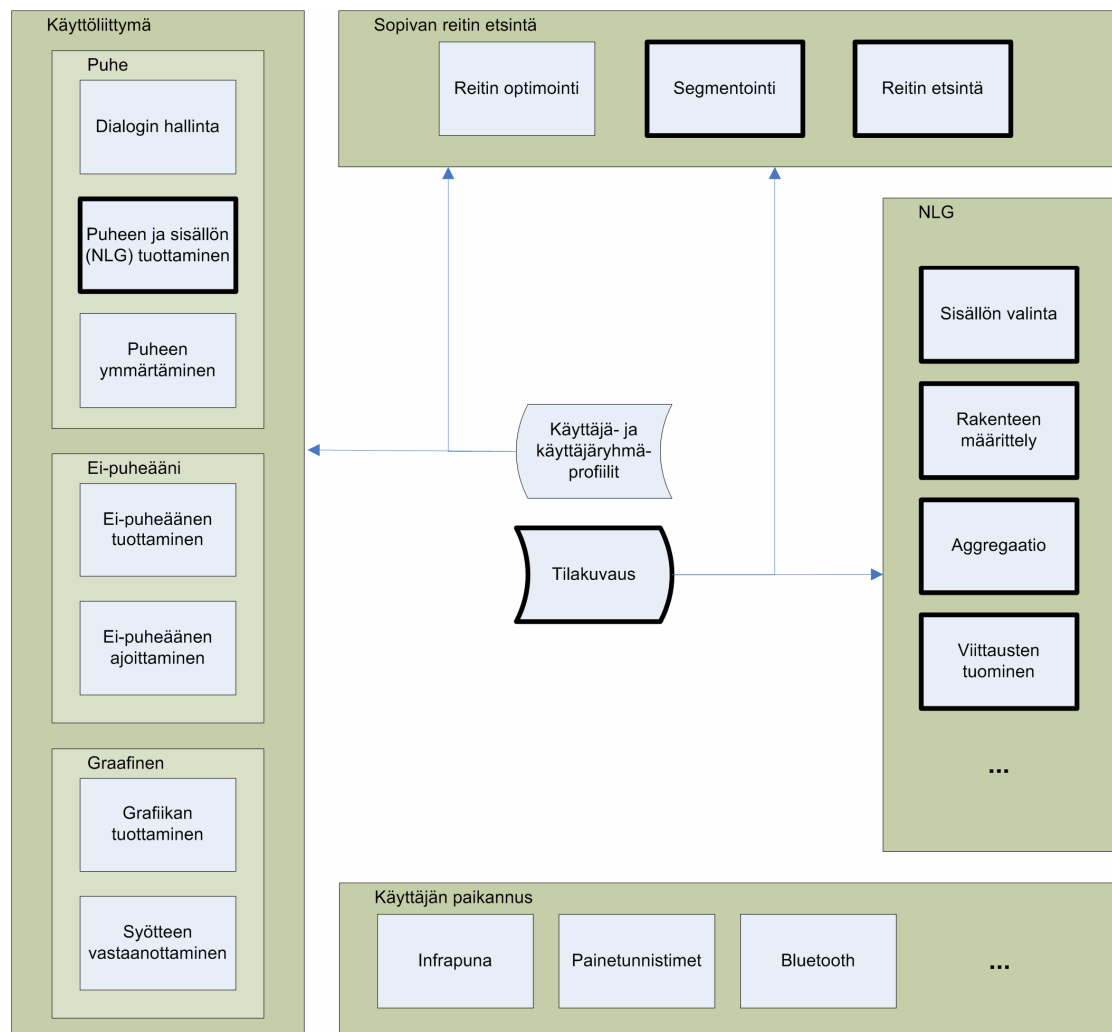 Käyttöliittymä
Puhe
Dialogin hallinta
Puheen ja sisällön
(NLG) tuottaminen
Puheen
ymmärtäminen
Ei-puheääni
Ei-puheäänen
tuottaminen
Ei-puheäänen
ajoittaminen
Graafinen
Grafiikan
tuottaminen
Syötteen
vastaanottaminen
Sopivan reitin etsintä
Reitin optimointi
Segmentointi
Reitin etsintä
Käyttäjä- ja
käyttäjäryhmä-
profiilit
Tilakuvaus
NLG
Sisällön valinta
Rakenteen
määrittely
Aggregaatio
Viittausten
tuominen
...
Käyttäjän paikannus
Infrapuna
Painetunnistimet
Bluetooth
...